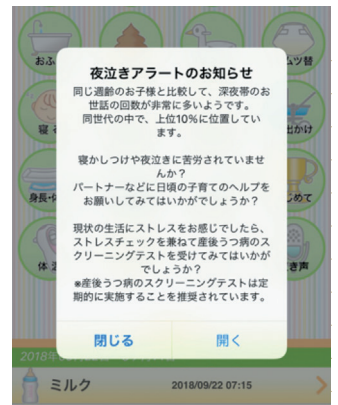 おふ
ムツ替
夜泣きアラートのお知らせ
同じ週齢のお子様と比較して、深夜帯のお
世話の回数が非常に多いようです。
同世代の中で、上位10%に位置してい
ます。
寝かしつけや夜泣きに苦労されていませ
んか？
パートナーなどに日頃の子育てのヘルプを
お願いしてみてはいかがでしょうか？
現状の生活にストレスをお感じでしたら、
ストレスチェックを兼ねて産後うつ病のス
クリーニングテストを受けてみてはいかが
でしょうか？
※産後うつ病のスクリーニングテストは定
期的に実施することを推奨されています。
寝
出かけ
身長・
じめて
体
き声
閉じる
開く
2018年
ミルク
2018/09/22 07:15